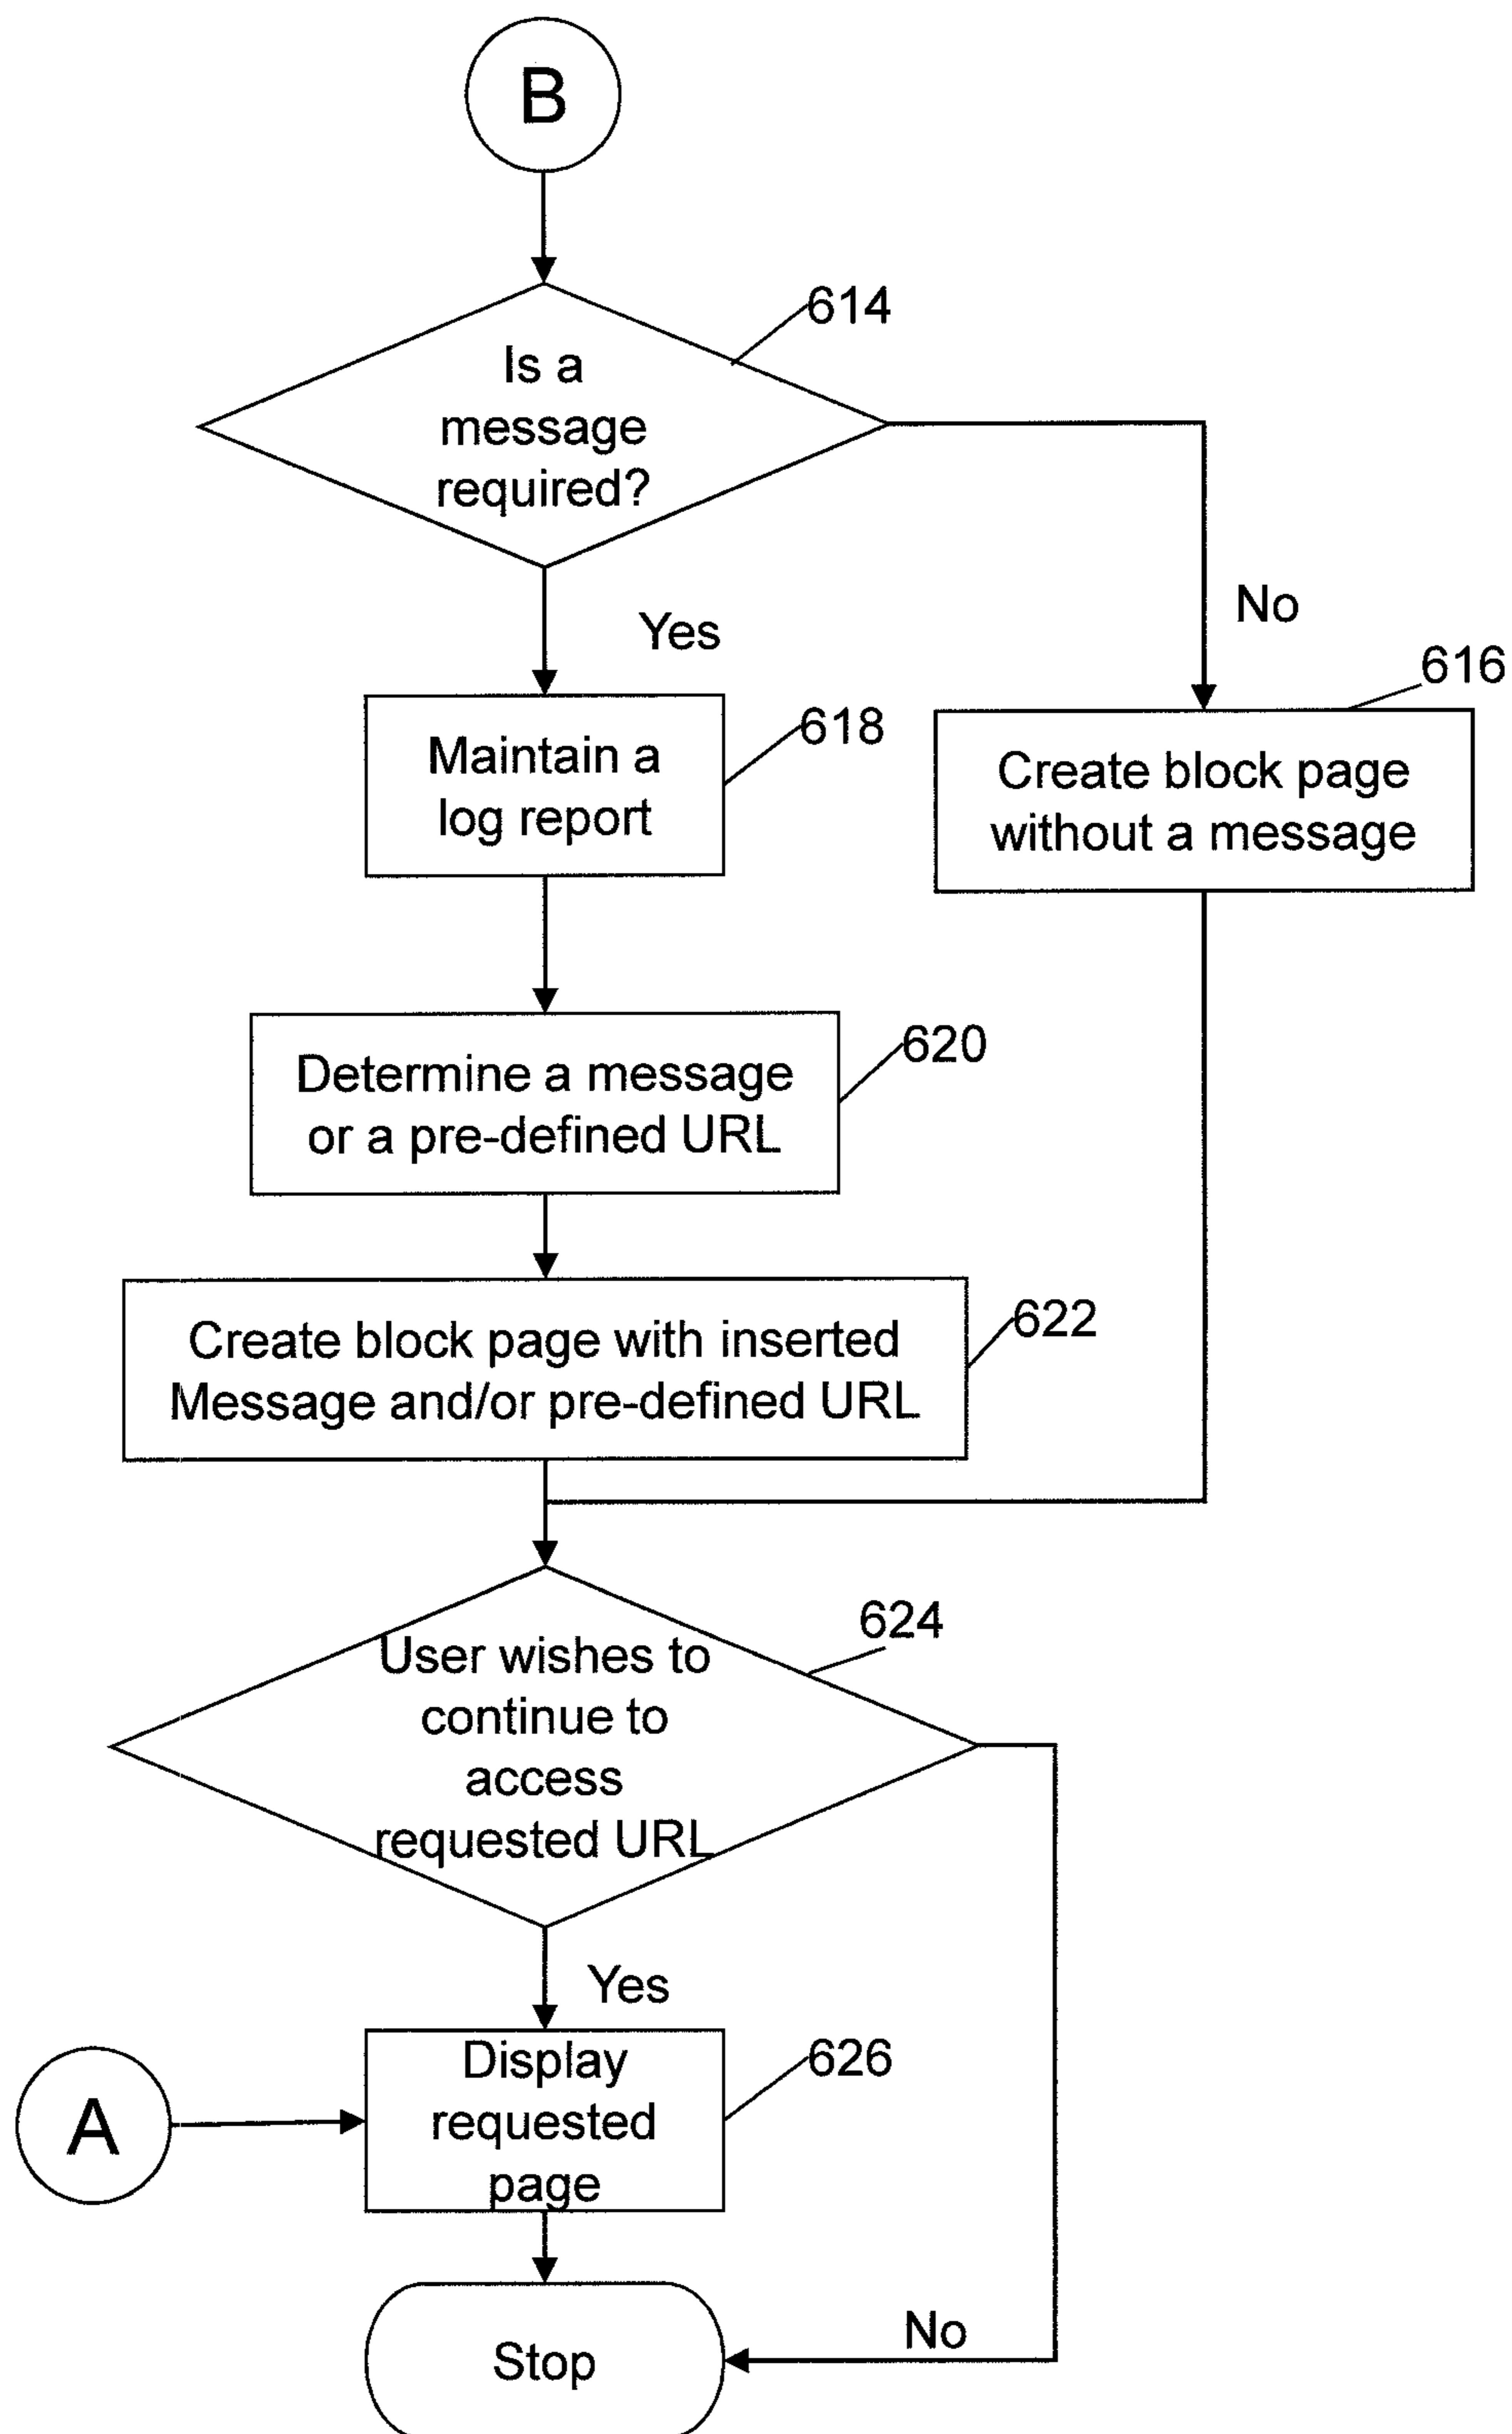 B
614
Is a
message
required?
Yes
No
616
Maintain a
log report
618
Create block page
without a message
Determine a message
or a pre-defined URL
620
Create block page with inserted
Message and/or pre-defined URL
622
User wishes to
continue to
access
requested URL
624
Yes
A
Display
requested
page
626
No
Stop